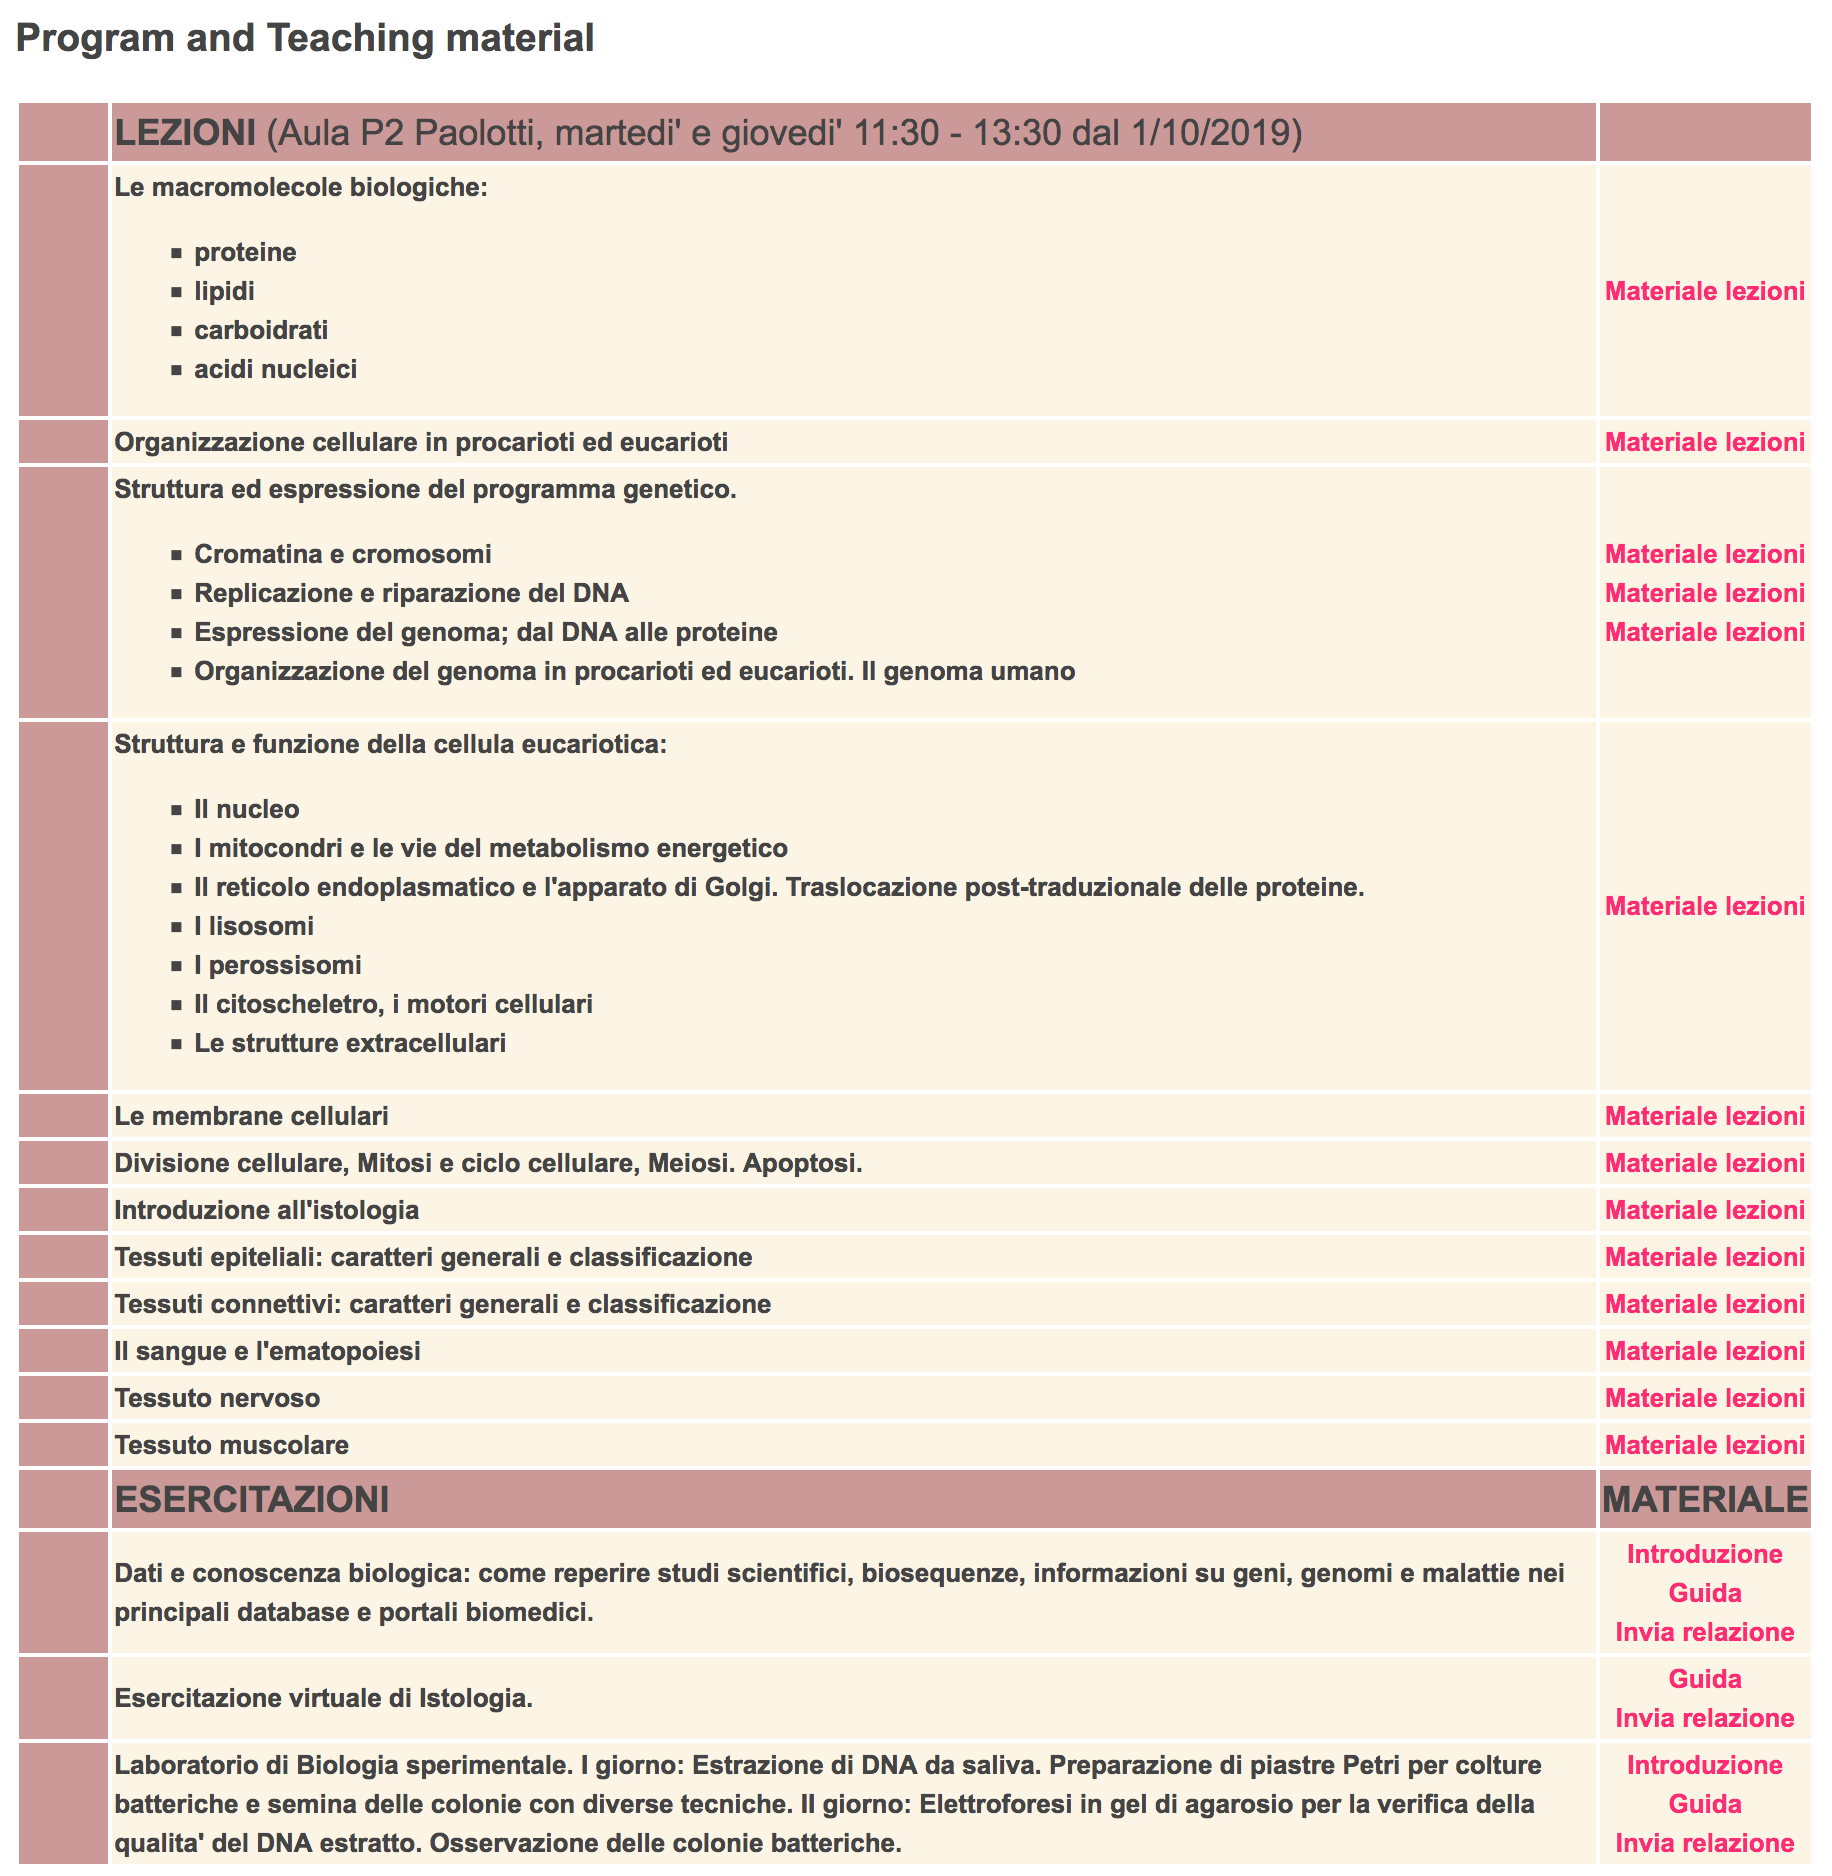 Program and Teaching material
LEZIONI (Aula P2 Paolotti, martedi' e giovedi' 11:30 - 13:30 dal 1/10/2019)
Le macromolecole biologiche:
proteine
lipidi
Materiale lezioni
carboidrati
acidi nucleici
Organizzazione cellulare in procarioti ed eucarioti
Materiale lezioni
Struttura ed espressione del programma genetico.
Cromatina e cromosomi
Materiale lezioni
Replicazione e riparazione del DNA
Materiale lezioni
Espressione del genoma; dal DNA alle proteine
Materiale lezioni
Organizzazione del genoma in procarioti ed eucarioti. Il genoma umano
Struttura e funzione della cellula eucariotica:
Il nucleo
I mitocondri e le vie del metabolismo energetico
Il reticolo endoplasmatico e l'apparato di Golgi. Traslocazione post-traduzionale delle proteine.
Materiale lezioni
I lisosomi
I perossisomi
Il citoscheletro, i motori cellulari
Le strutture extracellulari
Le membrane cellulari
Materiale lezioni
Divisione cellulare, Mitosi e ciclo cellulare, Meiosi. Apoptosi.
Materiale lezioni
Introduzione all'istologia
Materiale lezioni
Tessuti epiteliali: caratteri generali e classificazione
Materiale lezioni
Tessuti connettivi: caratteri generali e classificazione
Materiale lezioni
Il sangue e l'ematopoiesi
Materiale lezioni
Tessuto nervoso
Materiale lezioni
Tessuto muscolare
Materiale lezioni
ESERCITAZIONI
MATERIALE
Dati e conoscenza biologica: come reperire studi scientifici, biosequenze, informazioni su geni, genomi e malattie nei
principali database e portali biomedici.
Introduzione
Guida
Invia relazione
Esercitazione virtuale di Istologia.
Guida
Invia relazione
Laboratorio di Biologia sperimentale. I giorno: Estrazione di DNA da saliva. Preparazione di piastre Petri per colture
batteriche e semina delle colonie con diverse tecniche. II giorno: Elettroforesi in gel di agarosio per la verifica della
qualita' del DNA estratto. Osservazione delle colonie batteriche.
Introduzione
Guida
Invia relazione